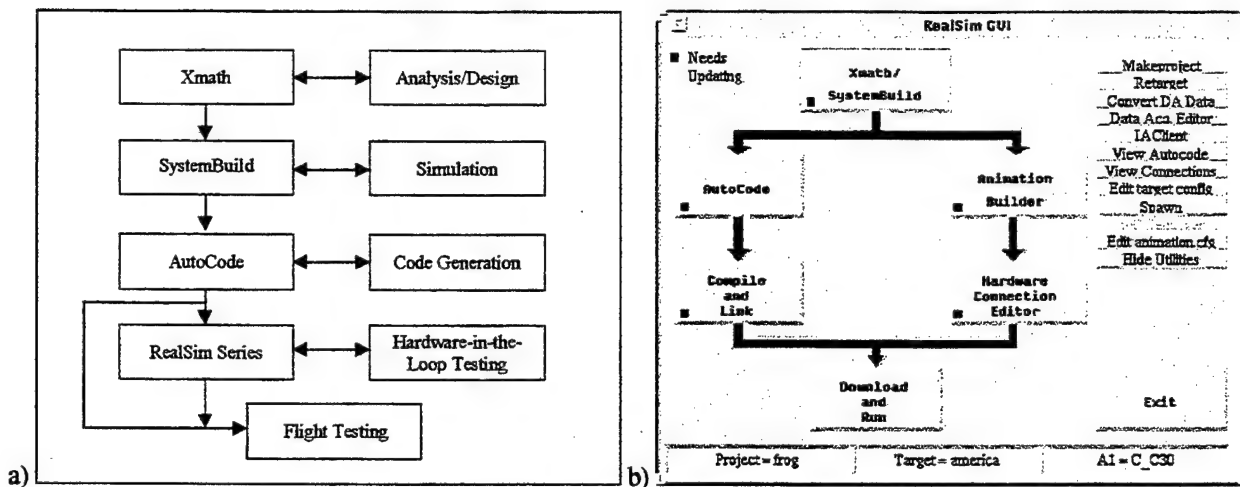 Xmath
Analysis/Design
SystemBuild
Simulation
AutoCode
Code Generation
RealSim Series
Hardware-in-the-
Loop Testing
Flight Testing
a)
RealSim GUI
Needs
Updating
Xmath/
SystemBuild
AutoCode
Animation
Builder
Compile
and
Link
Hardware
Connection
Editor
Download
and
Run
Makeproject
Retarget
Convert DA Data
Data Acq. Editor
IA Client
View Autocode
View Connections
Edit target config
Spawn
Edit animation.cfg
Hide Utilities
Exit
Project = frog
Target = america
AI = C_C30
b)